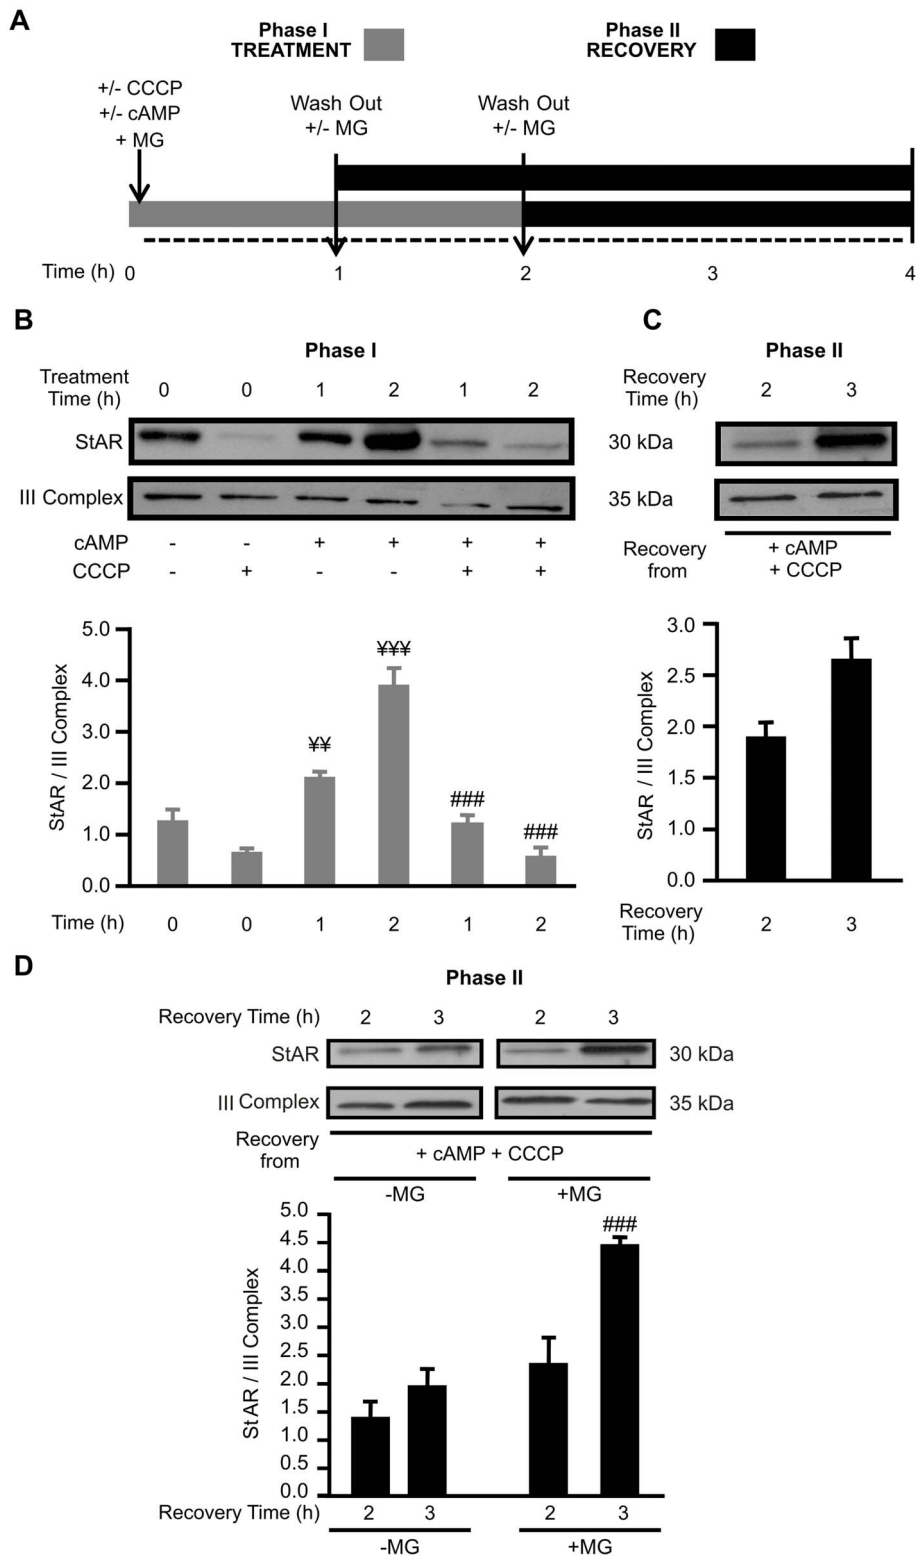 A
Phase I
TREATMENT
Phase II
RECOVERY
+/- CCCP
+/- cAMP
+ MG
Wash Out
+/- MG
Wash Out
+/- MG
Time (h) 0 1 2 3 4
B
Phase I
Treatment
Time (h)
0 0 1 2 1 2
StAR
III Complex
30 kDa
35 kDa
cAMP - - + + + +
CCCP - + - - + +
StAR / III Complex
5.0
4.0
3.0
2.0
1.0
0.0
¥¥
¥¥¥
###
###
Time (h) 0 0 1 2 1 2
C
Phase II
Recovery
Time (h)
2 3
Recovery
from
+ cAMP
+ CCCP
StAR / III Complex
3.0
2.5
2.0
1.5
1.0
0.0
Recovery
Time (h)
2 3
D
Phase II
Recovery Time (h) 2 3 2 3
StAR 30 kDa
III Complex 35 kDa
Recovery
from
+ cAMP + CCCP
-MG +MG
StAR / III Complex
5.0
4.5
4.0
3.5
3.0
2.5
2.0
1.5
1.0
0.5
0.0
###
Recovery Time (h) 2 3 2 3
-MG +MG